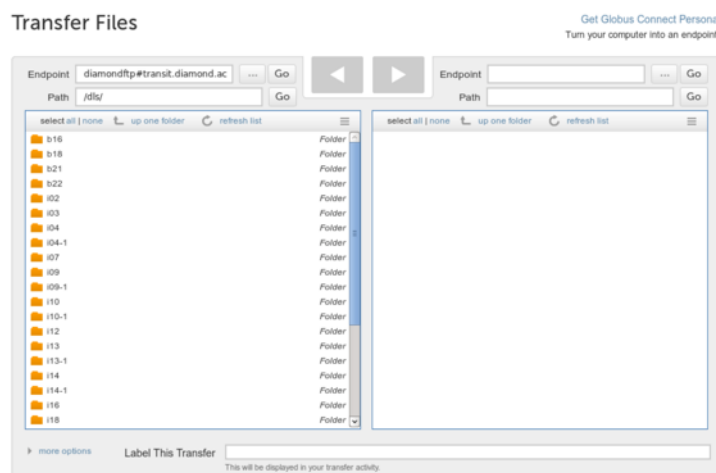 Transfer Files
Get Globus Connect Persona
Turn your computer into an endpoint
Endpoint diamondftp#transit.diamond.ac ... Go
Path /dls/ Go
Endpoint ... Go
Path Go
select all | none up one folder refresh list
select all | none up one folder refresh list
b16 Folder
b18 Folder
b21 Folder
b22 Folder
i02 Folder
i03 Folder
i04 Folder
i04-1 Folder
i07 Folder
i09 Folder
i09-1 Folder
i10 Folder
i10-1 Folder
i12 Folder
i13 Folder
i13-1 Folder
i14 Folder
i14-1 Folder
i16 Folder
i18 Folder
more options Label This Transfer
This will be displayed in your transfer activity.